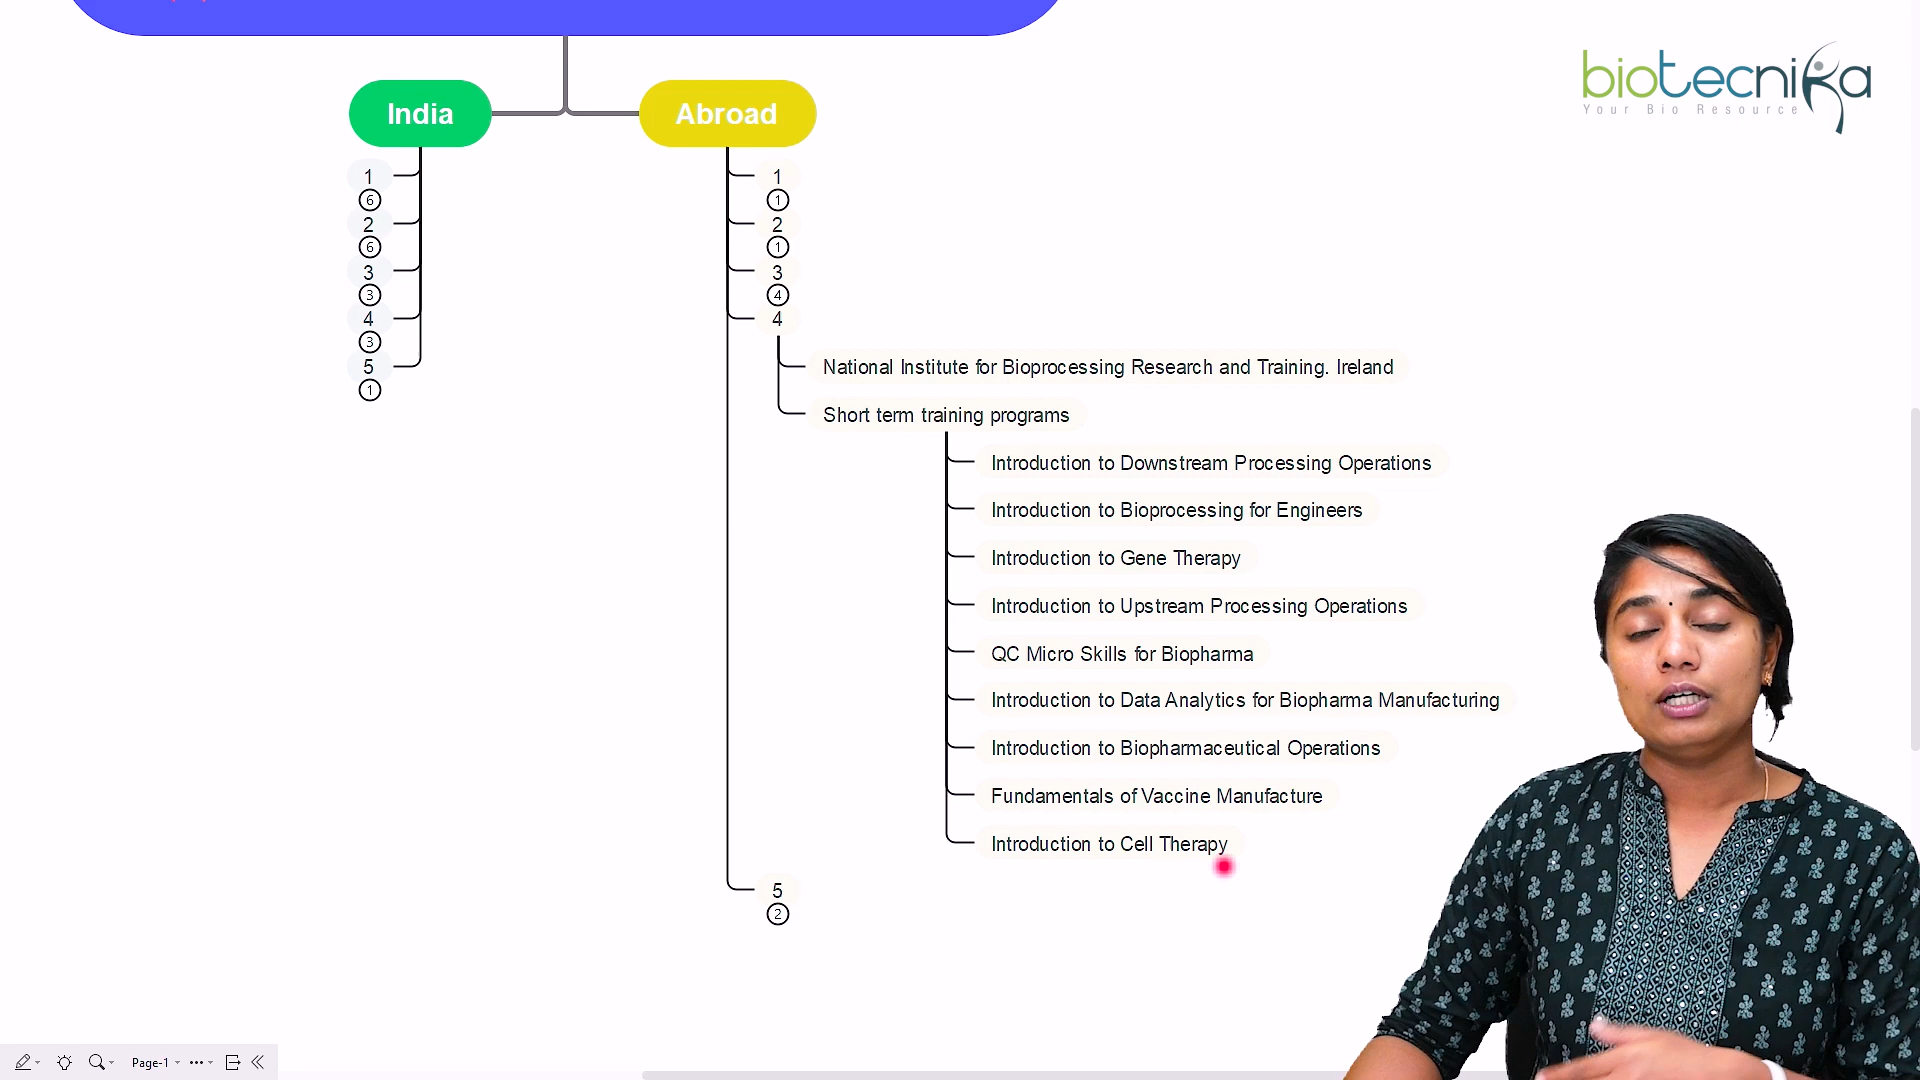 biotecnika
Your Bio Resource
India
Abroad
1
6
2
6
3
3
4
3
5
1
1
1
2
1
3
4
4
National Institute for Bioprocessing Research and Training. Ireland
Short term training programs
Introduction to Downstream Processing Operations
Introduction to Bioprocessing for Engineers
Introduction to Gene Therapy
Introduction to Upstream Processing Operations
QC Micro Skills for Biopharma
Introduction to Data Analytics for Biopharma Manufacturing
Introduction to Biopharmaceutical Operations
Fundamentals of Vaccine Manufacture
Introduction to Cell Therapy
5
2
Page-1